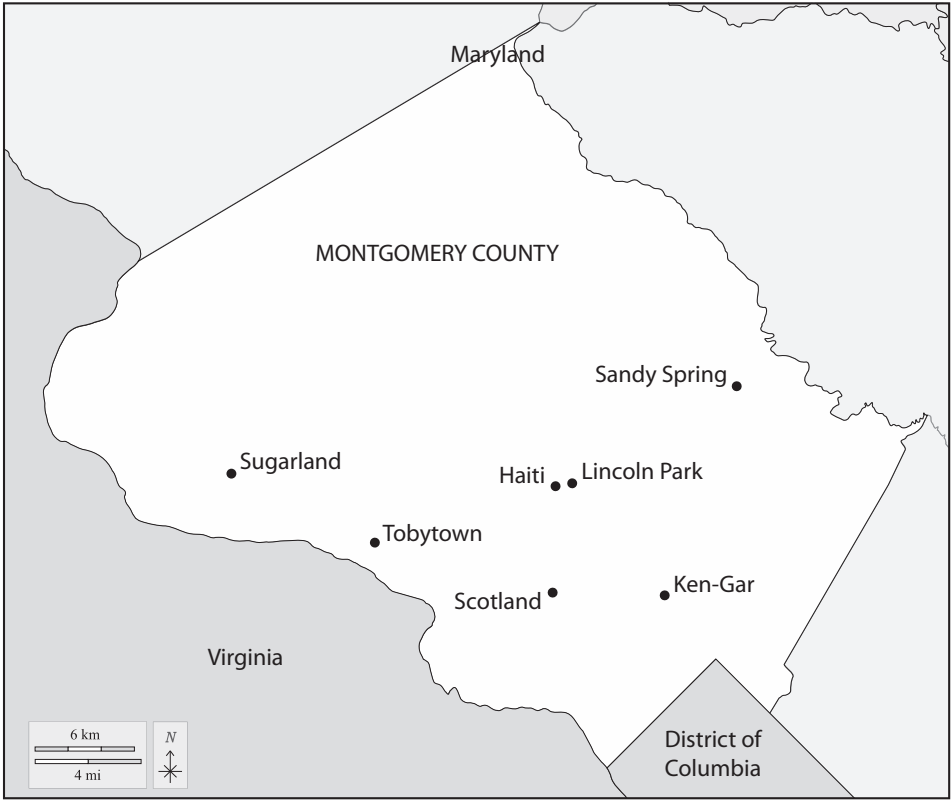 Maryland
MONTGOMERY COUNTY
Sandy Spring
Sugarland
Haiti
Lincoln Park
Tobytown
Scotland
Ken-Gar
Virginia
District of
Columbia
6 km
4 mi
N